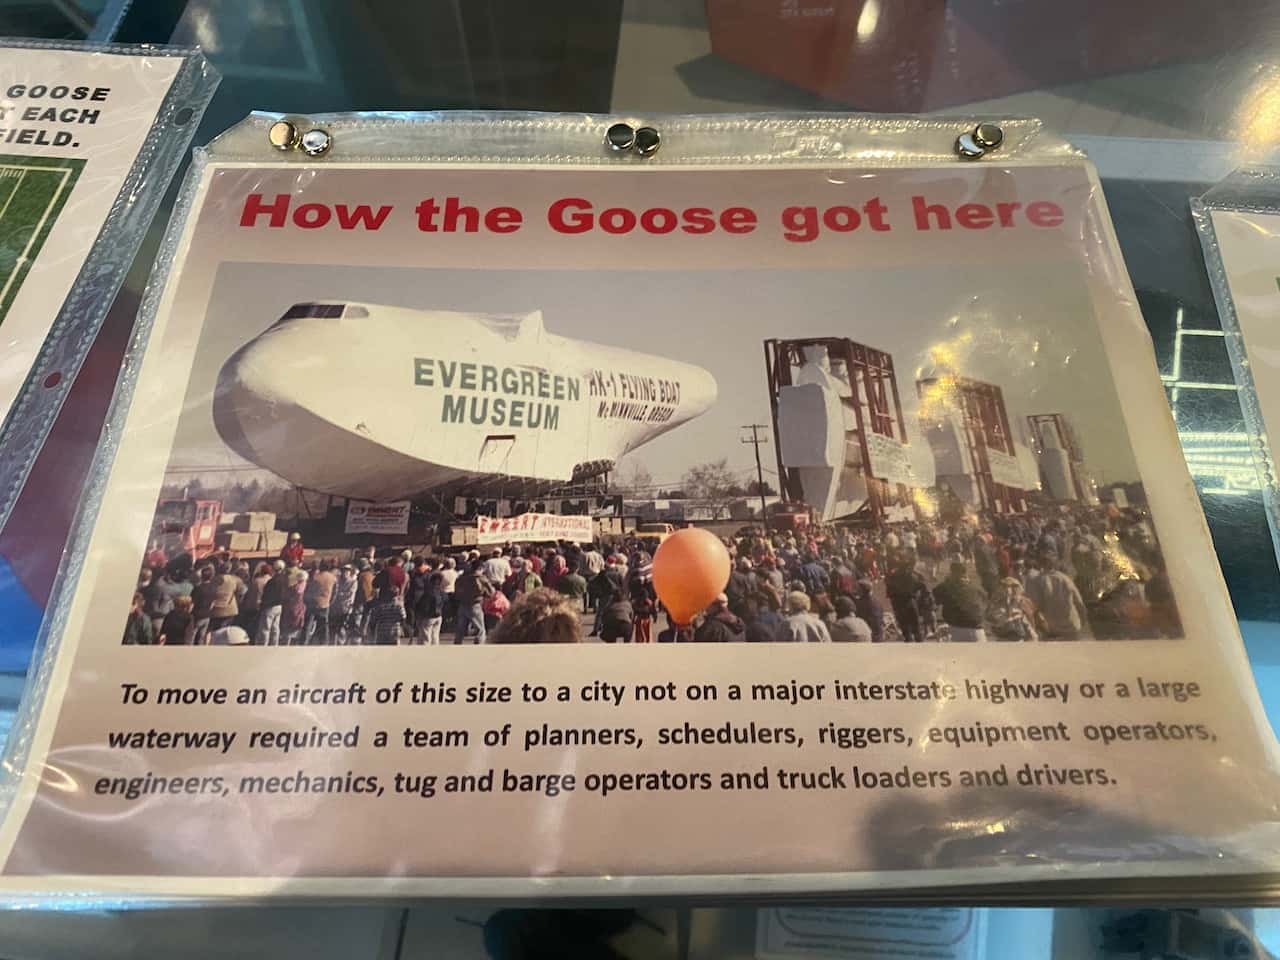 GOOSE
EACH
FIELD.
How the Goose got here
EVERGREEN
MUSEUM
HK-1 FLYING BOAT
McMINNVILLE, OREGON
EMMERT INTERNATIONAL
To move an aircraft of this size to a city not on a major interstate highway or a large
waterway required a team of planners, schedulers, riggers, equipment operators,
engineers, mechanics, tug and barge operators and truck loaders and drivers.